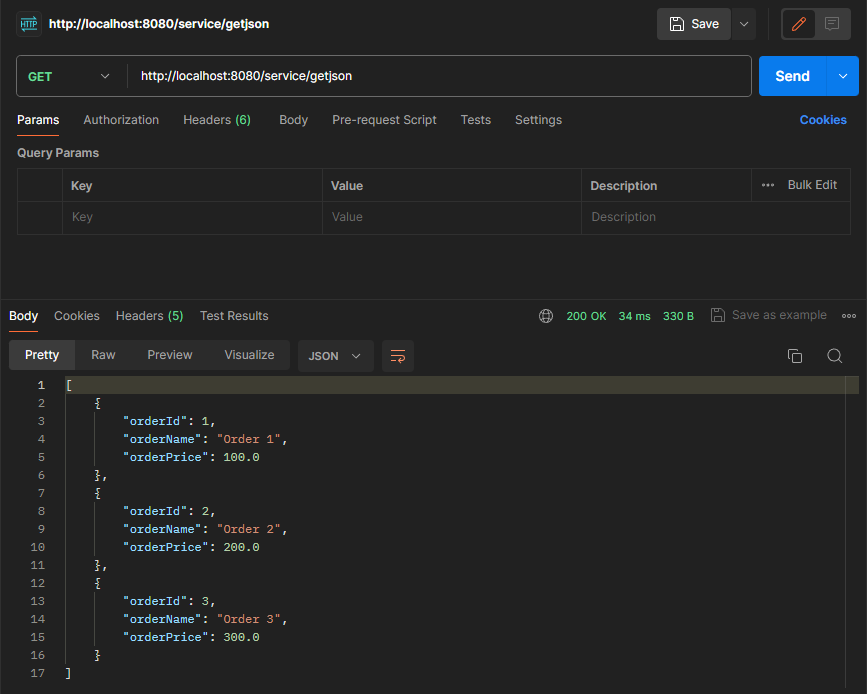 HTTP http://localhost:8080/service/getjson Save
GET http://localhost:8080/service/getjson Send
Params Authorization Headers (6) Body Pre-request Script Tests Settings Cookies
Query Params
Key Value Description ••• Bulk Edit
Key Value Description
Body Cookies Headers (5) Test Results 200 OK 34 ms 330 B Save as example •••
Pretty Raw Preview Visualize JSON
1 [
2 {
3 "orderId": 1,
4 "orderName": "Order 1",
5 "orderPrice": 100.0
6 },
7 {
8 "orderId": 2,
9 "orderName": "Order 2",
10 "orderPrice": 200.0
11 },
12 {
13 "orderId": 3,
14 "orderName": "Order 3",
15 "orderPrice": 300.0
16 }
17 ]